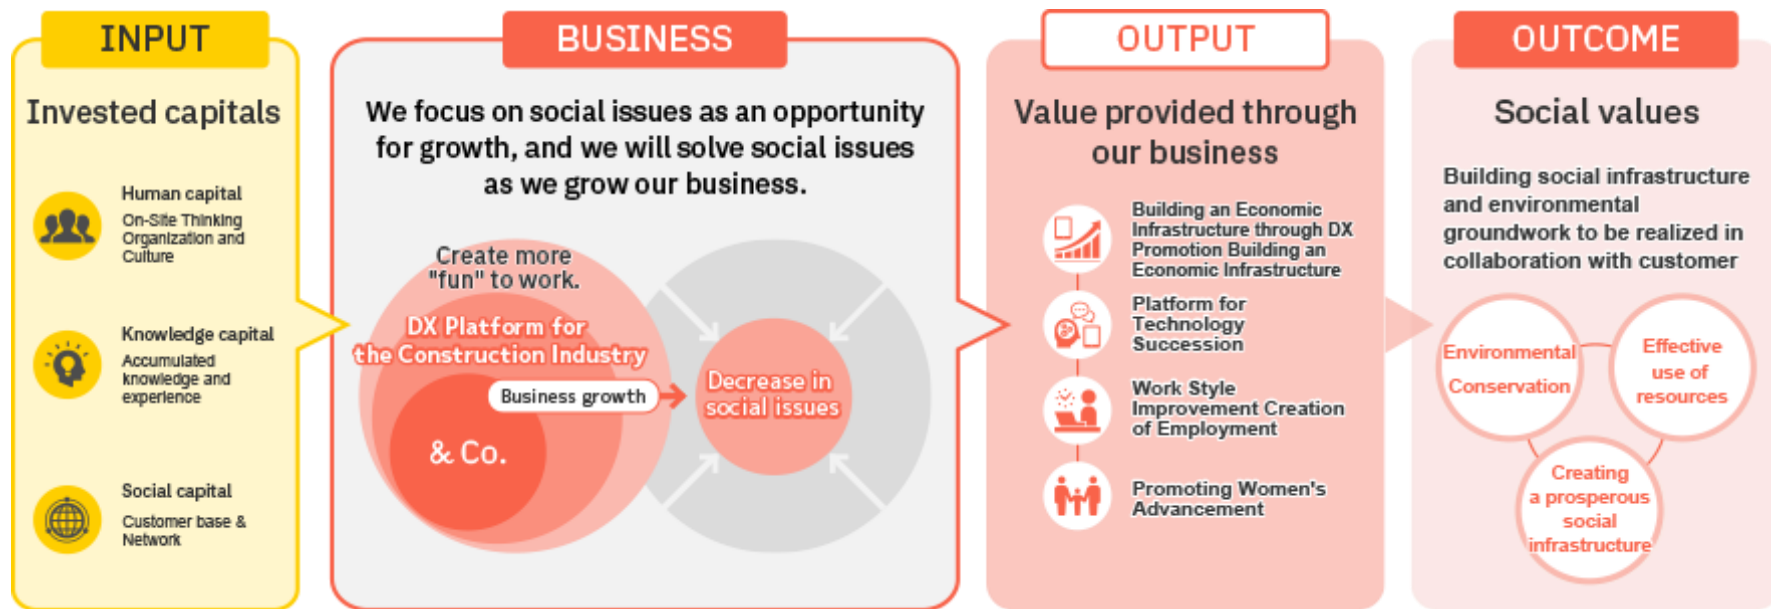 INPUT
Invested capitals
Human capital
On-Site Thinking
Organization and
Culture
Knowledge capital
Accumulated
knowledge and
experience
Social capital
Customer base &
Network
BUSINESS
We focus on social issues as an opportunity
for growth, and we will solve social issues
as we grow our business.
Create more
"fun" to work.
DX Platform for
the Construction Industry
Business growth
& Co.
Decrease in
social issues
OUTPUT
Value provided through
our business
Building an Economic
Infrastructure through DX
Promotion Building an
Economic Infrastructure
Platform for
Technology
Succession
Work Style
Improvement Creation
of Employment
Promoting Women's
Advancement
OUTCOME
Social values
Building social infrastructure
and environmental
groundwork to be realized in
collaboration with customer
Environmental
Conservation
Effective
use of
resources
Creating
a prosperous
social
infrastructure